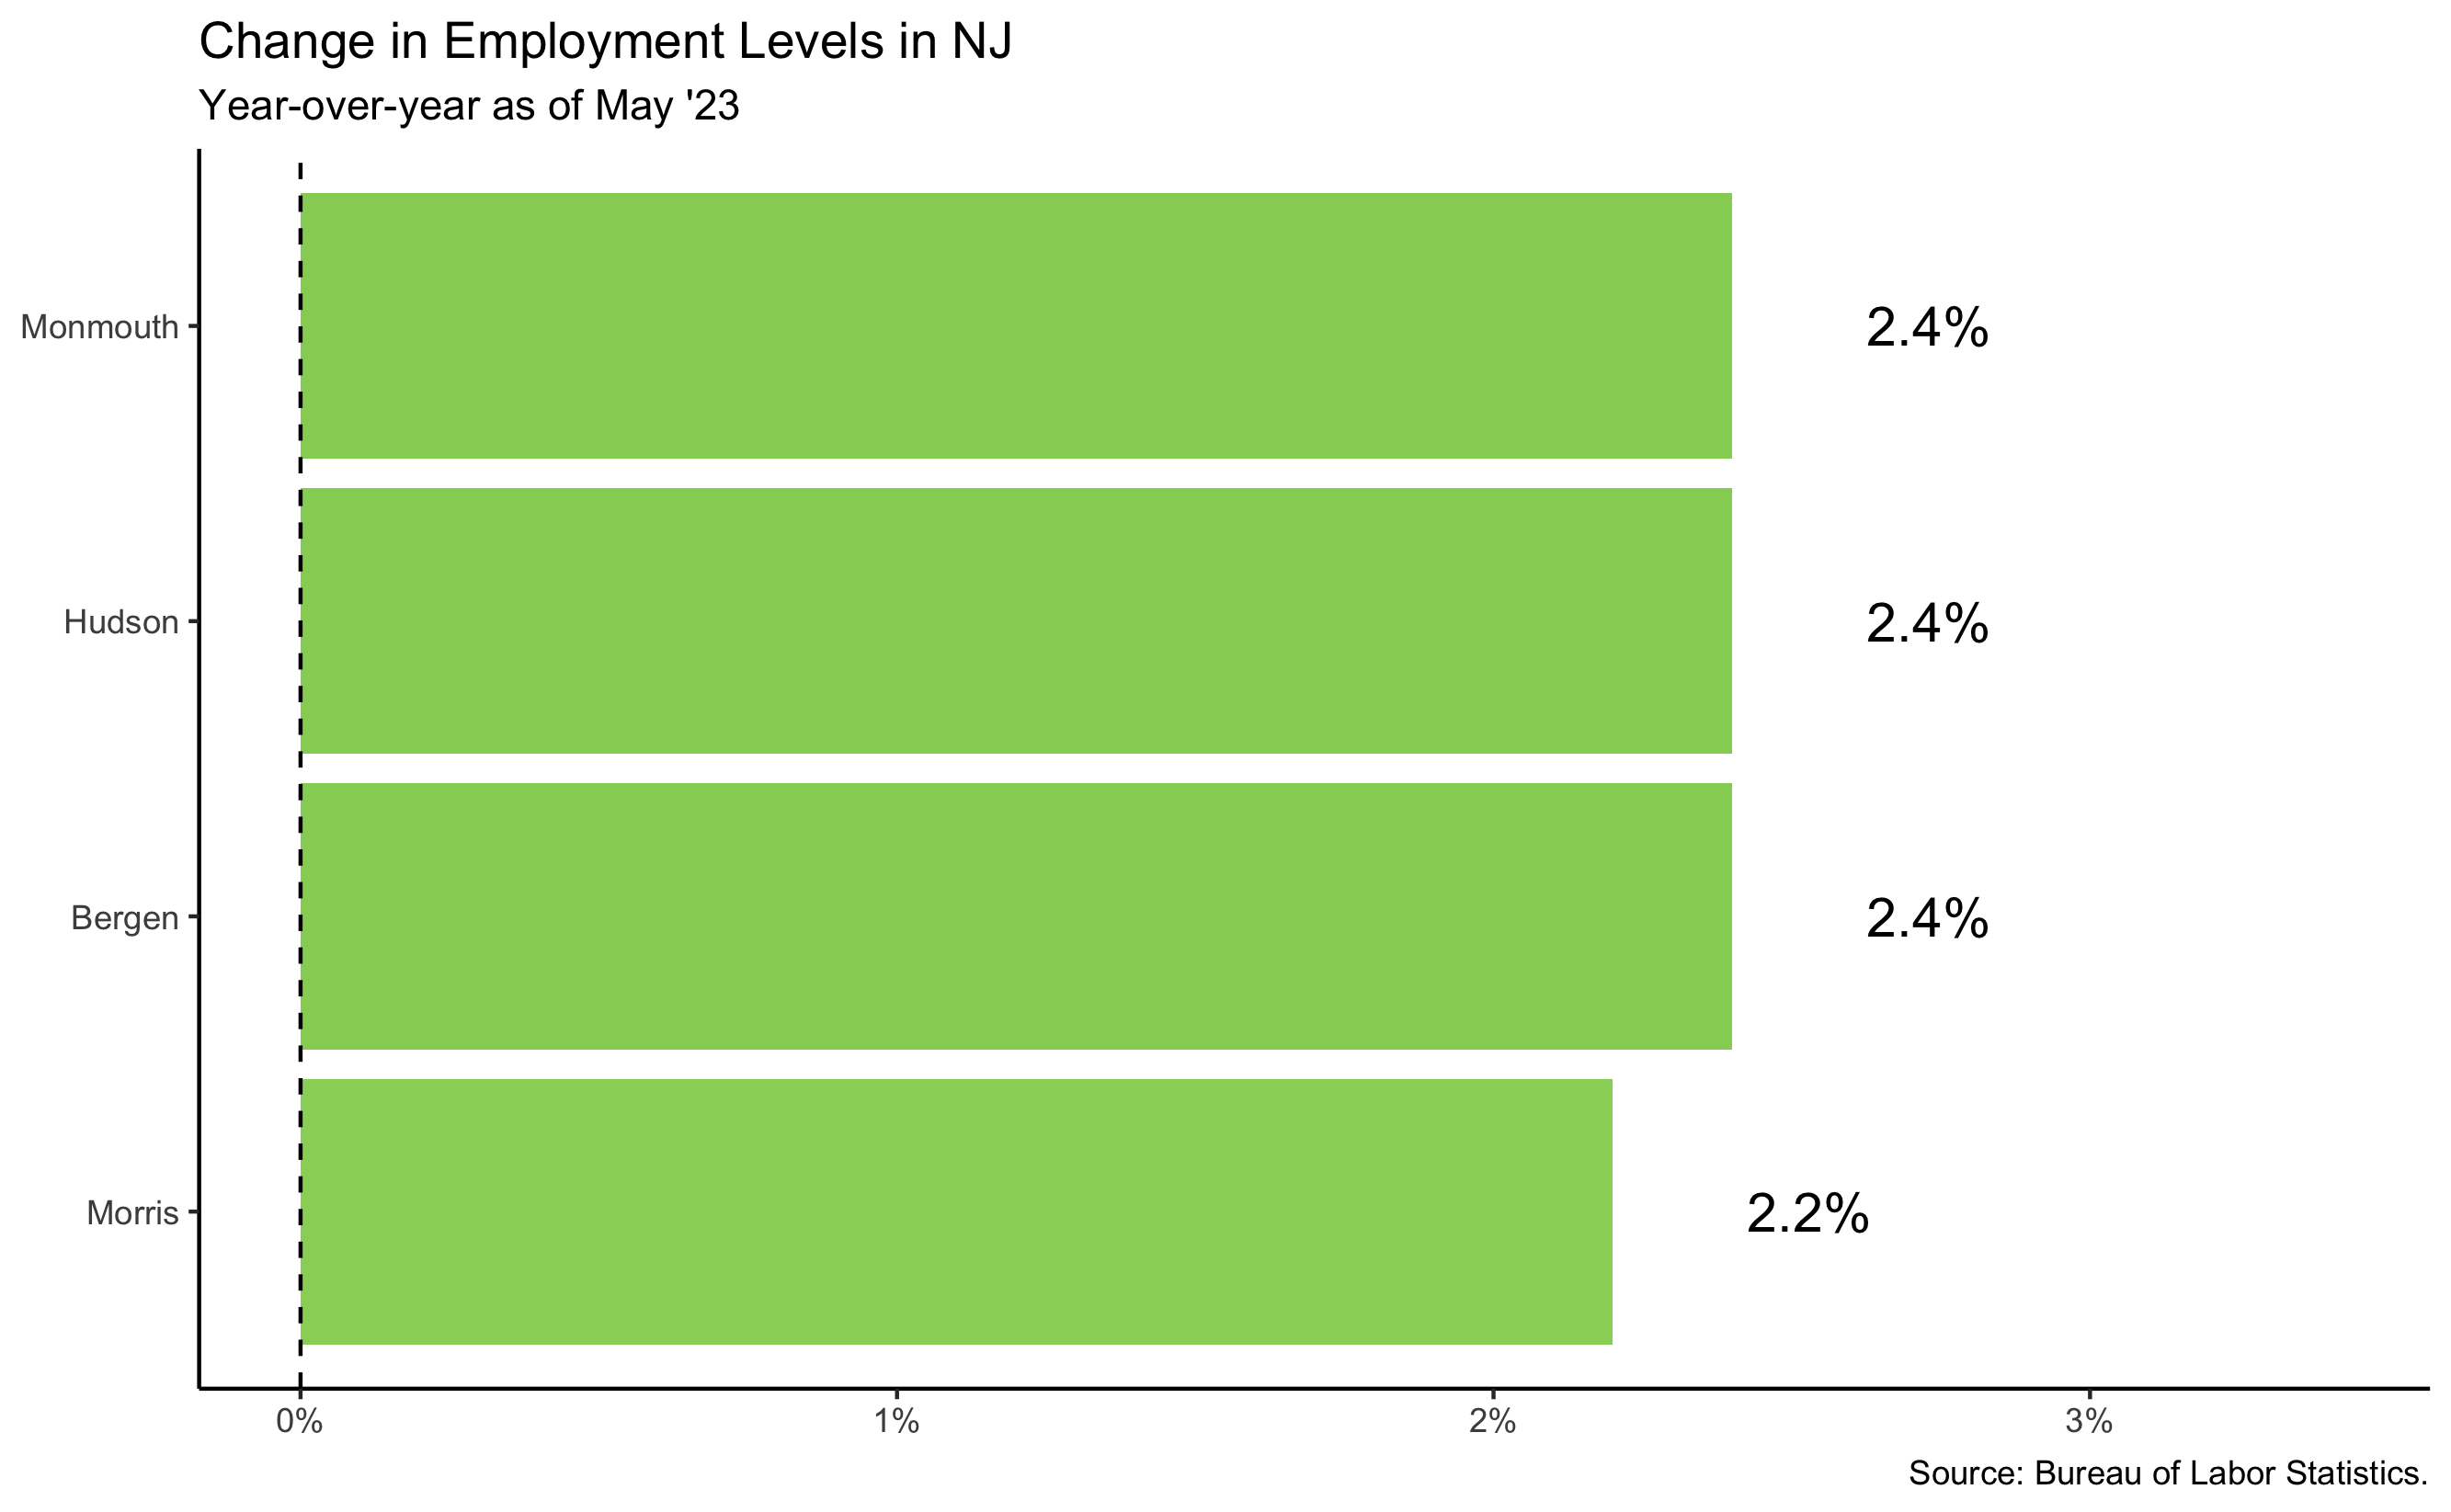 Change in Employment Levels in NJ
Year-over-year as of May '23
Monmouth
2.4%
Hudson
2.4%
Bergen
2.4%
Morris
2.2%
0% 1% 2% 3%
Source: Bureau of Labor Statistics.